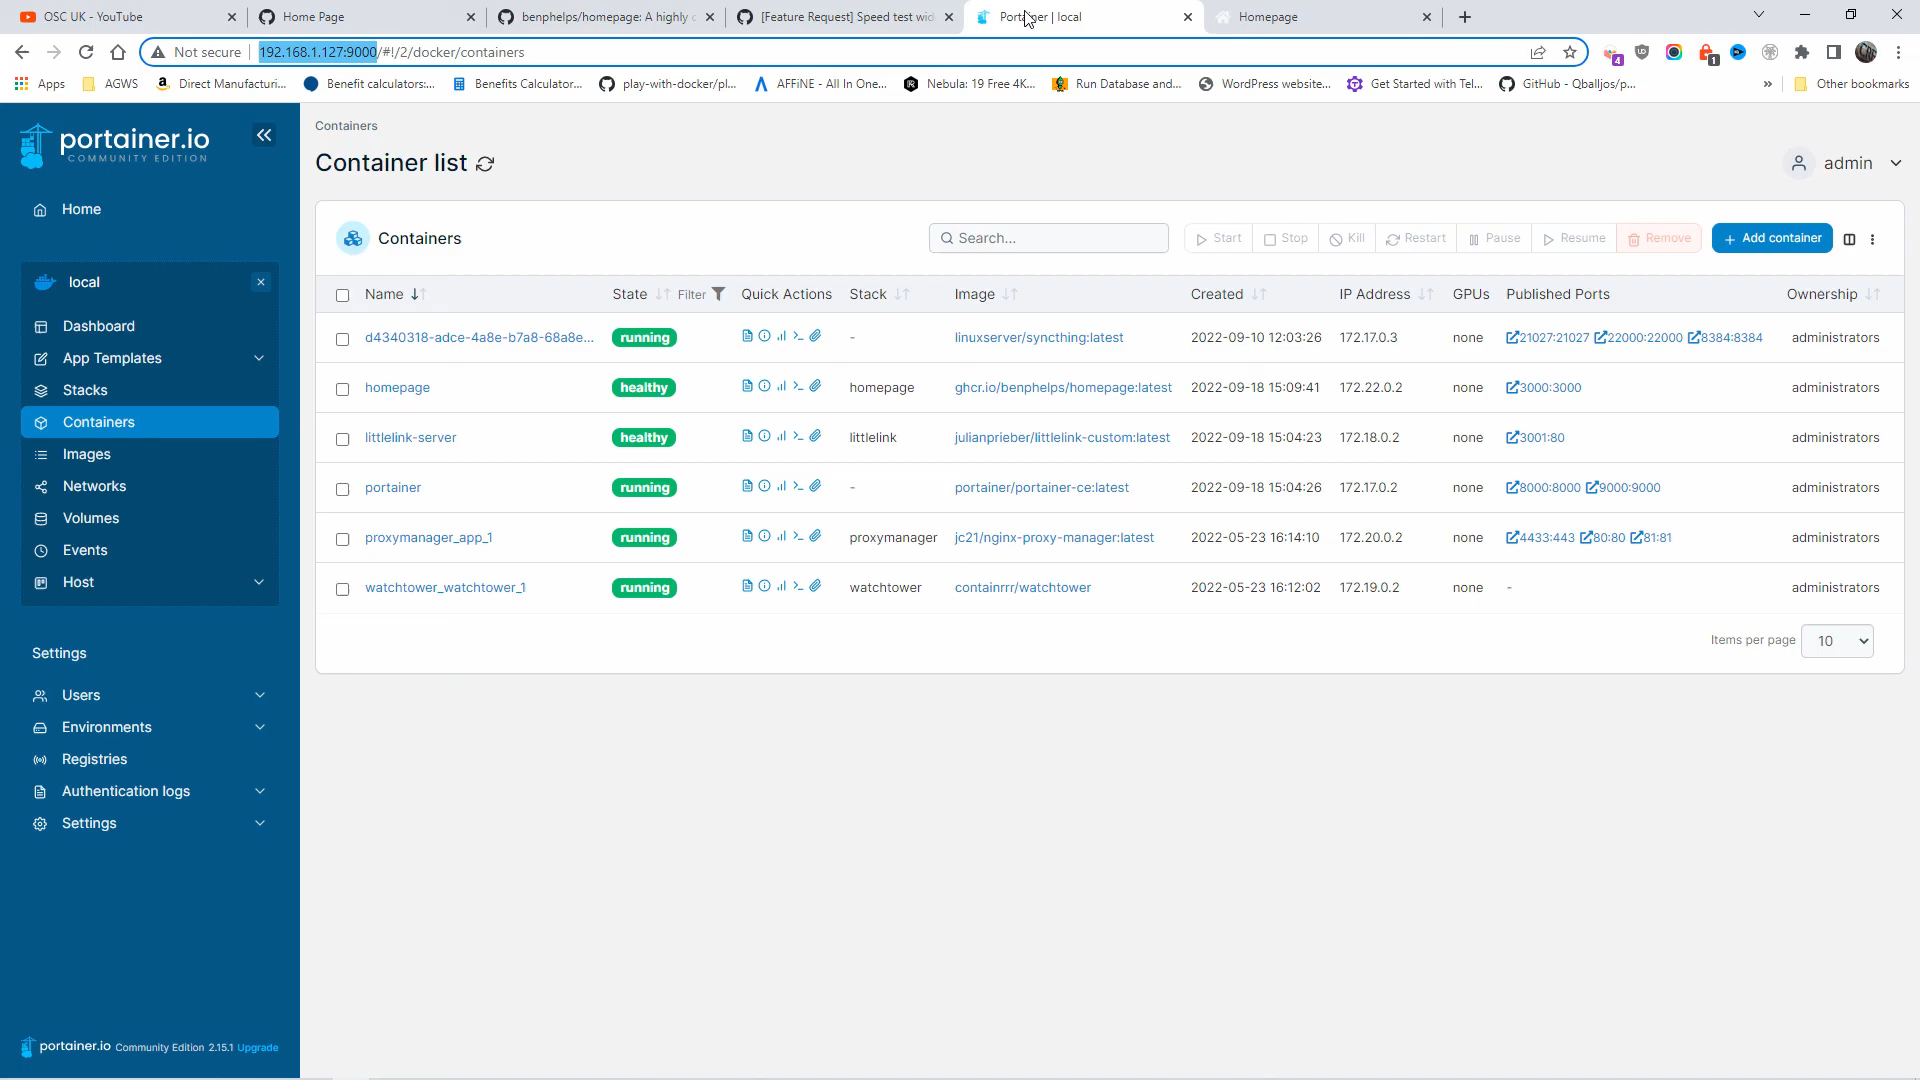 OSC UK - YouTube
Home Page
benphelps/homepage: A highly c
[Feature Request] Speed test wid
Portainer | local
Homepage
Not secure
192.168.1.127:9000/#!/2/docker/containers
4
1
Apps
AGWS
Direct Manufacturi...
Benefit calculators:...
Benefits Calculator...
play-with-docker/pl...
AFFiNE - All In One...
Nebula: 19 Free 4K...
Run Database and...
WordPress website...
Get Started with Tel...
GitHub - Qballjos/p...
»
Other bookmarks
portainer.io
COMMUNITY EDITION
Home
local
Dashboard
App Templates
Stacks
Containers
Images
Networks
Volumes
Events
Host
Settings
Users
Environments
Registries
Authentication logs
Settings
portainer.io Community Edition 2.15.1 Upgrade
Containers
Container list
admin
Containers
Search...
Start
Stop
Kill
Restart
Pause
Resume
Remove
+ Add container
Name State Filter Quick Actions Stack Image Created IP Address GPUs Published Ports Ownership
d4340318-adce-4a8e-b7a8-68a8e... running - linuxserver/syncthing:latest 2022-09-10 12:03:26 172.17.0.3 none 21027:21027 22000:22000 8384:8384 administrators
homepage healthy homepage ghcr.io/benphelps/homepage:latest 2022-09-18 15:09:41 172.22.0.2 none 3000:3000 administrators
littlelink-server healthy littlelink julianprieber/littlelink-custom:latest 2022-09-18 15:04:23 172.18.0.2 none 3001:80 administrators
portainer running - portainer/portainer-ce:latest 2022-09-18 15:04:26 172.17.0.2 none 8000:8000 9000:9000 administrators
proxymanager_app_1 running proxymanager jc21/nginx-proxy-manager:latest 2022-05-23 16:14:10 172.20.0.2 none 4433:443 80:80 81:81 administrators
watchtower_watchtower_1 running watchtower containrrr/watchtower 2022-05-23 16:12:02 172.19.0.2 none - administrators
Items per page 10